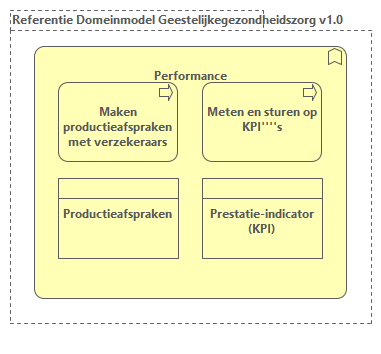 Referentie Domeinmodel Geestelijkegezondheidszorg v1.0
Performance
Maken
productieafspraken
met verzekeraars
Meten en sturen op
KPI''''s
Productieafspraken
Prestatie-indicator
(KPI)